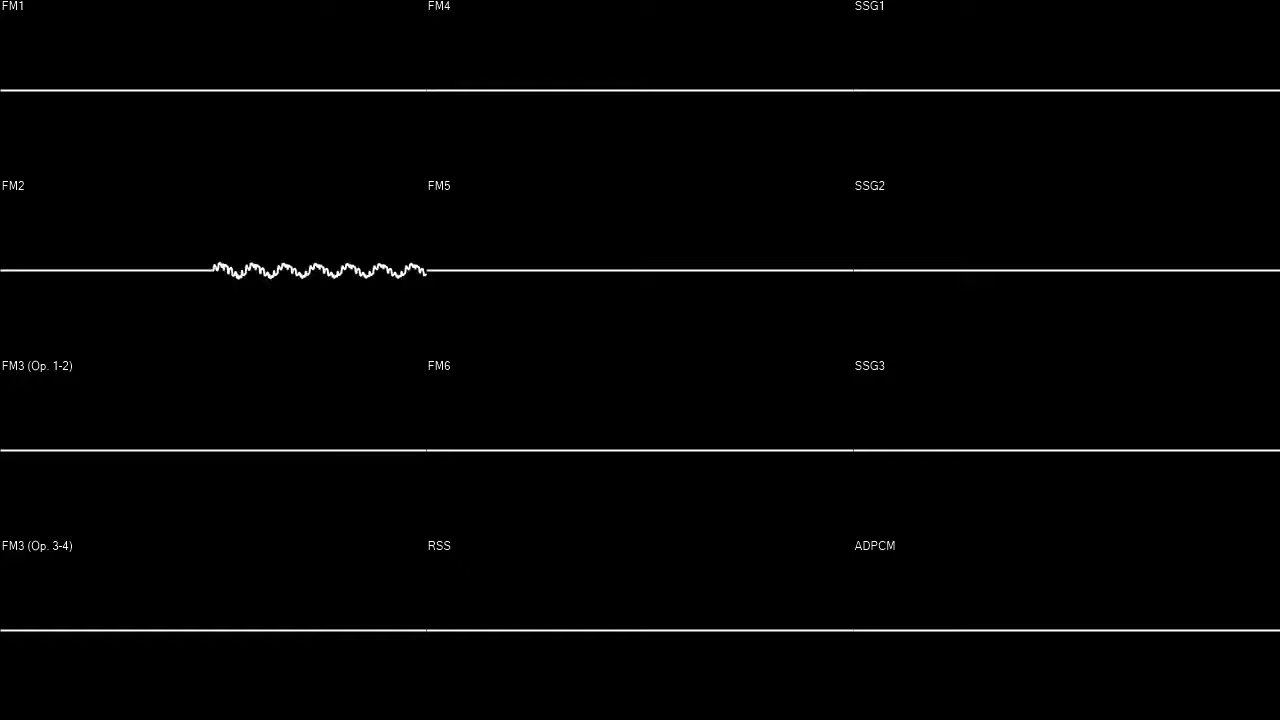 FM1
FM4
SSG1
FM2
FM5
SSG2
FM3 (Op. 1-2)
FM6
SSG3
FM3 (Op. 3-4)
RSS
ADPCM